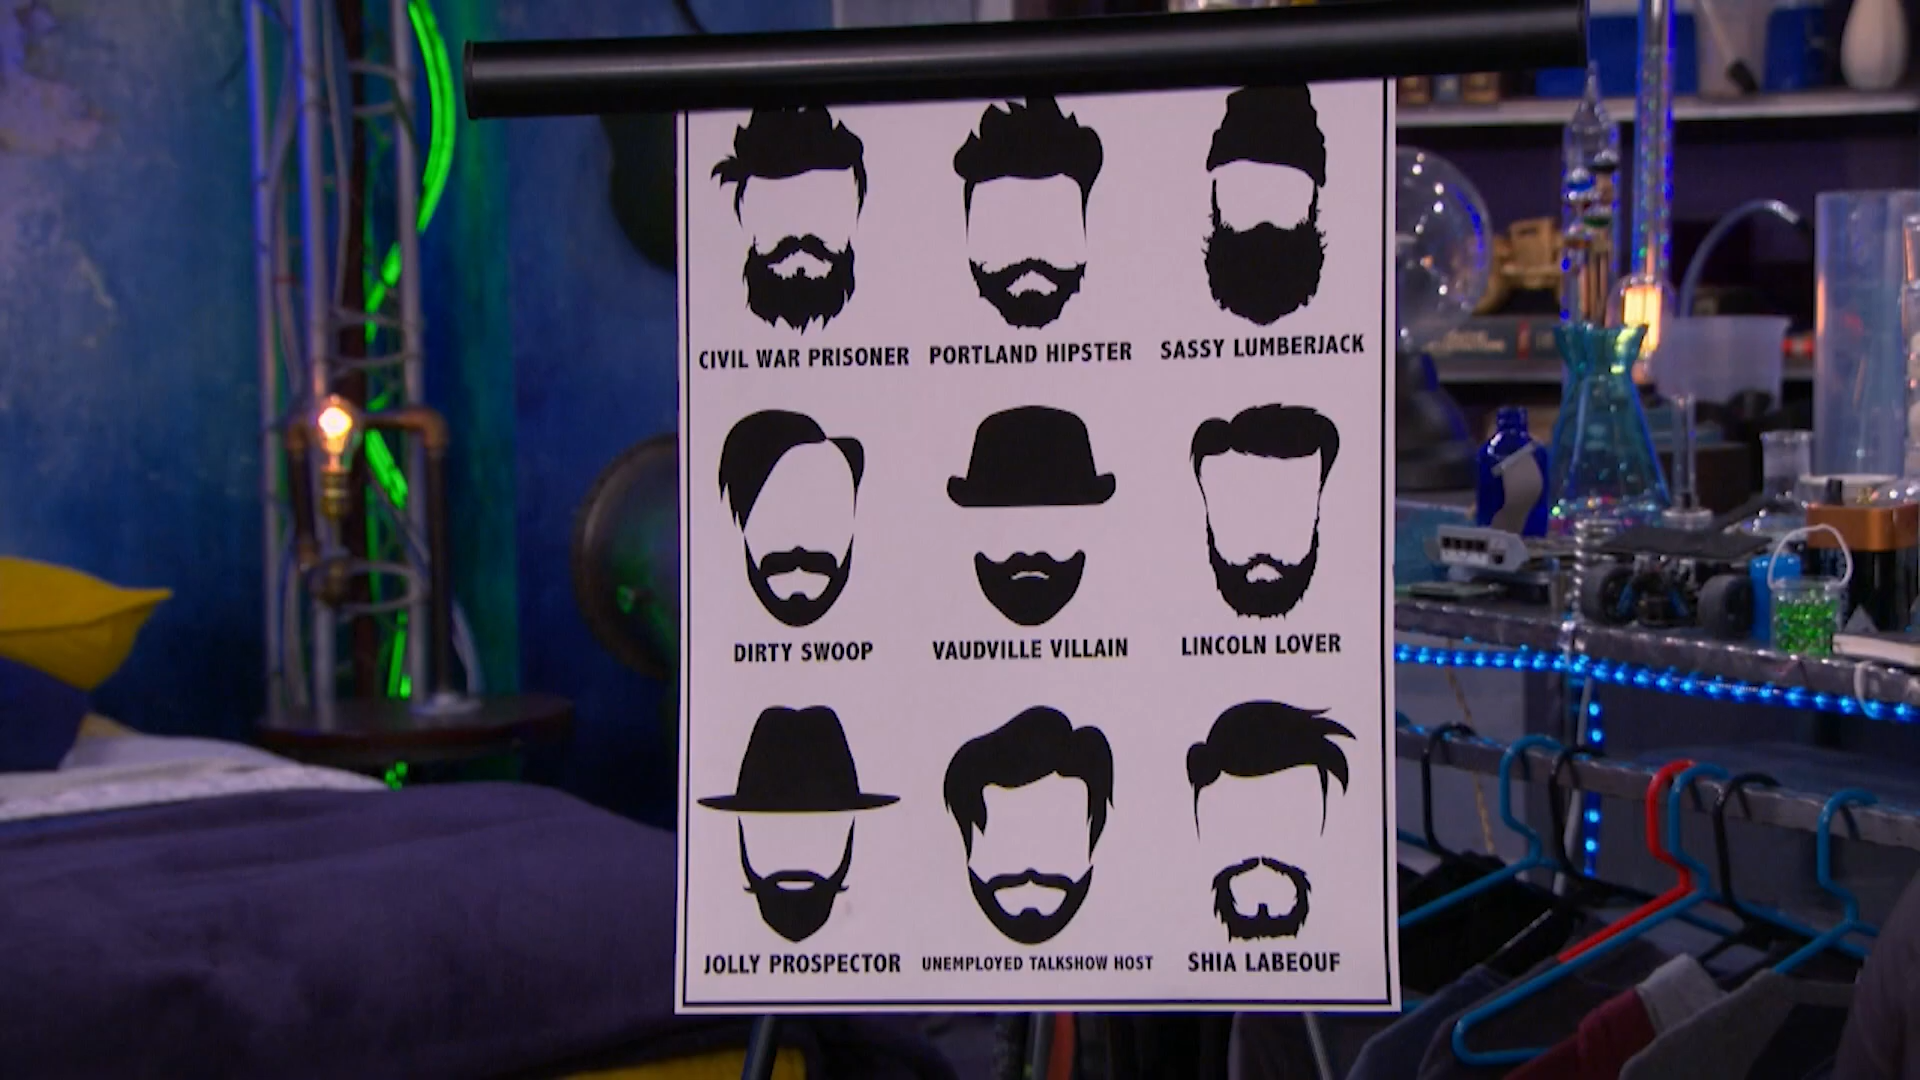 CIVIL WAR PRISONER
PORTLAND HIPSTER
SASSY LUMBERJACK
DIRTY SWOOP
VAUDVILLE VILLAIN
LINCOLN LOVER
JOLLY PROSPECTOR
UNEMPLOYED TALKSHOW HOST
SHIA LABEOUF